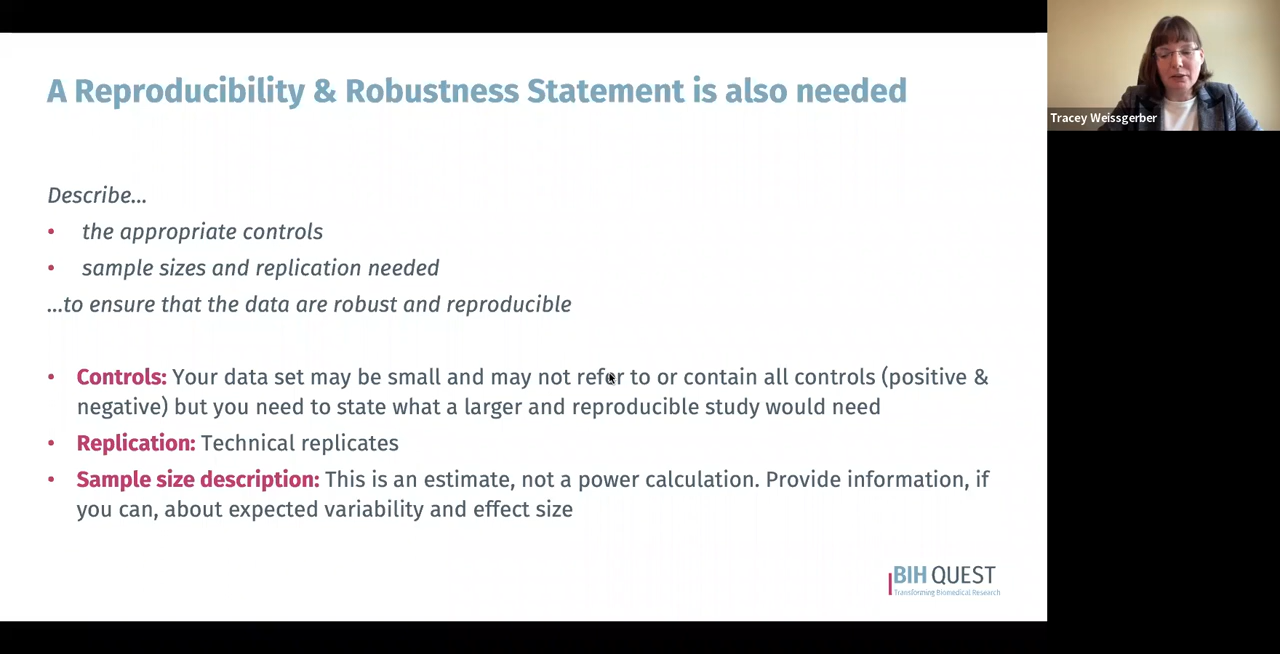 A Reproducibility & Robustness Statement is also needed
Tracey Weissgerber
Describe...
• the appropriate controls
• sample sizes and replication needed
...to ensure that the data are robust and reproducible
• Controls: Your data set may be small and may not refer to or contain all controls (positive &
negative) but you need to state what a larger and reproducible study would need
• Replication: Technical replicates
• Sample size description: This is an estimate, not a power calculation. Provide information, if
you can, about expected variability and effect size
BIH QUEST
Transforming Biomedical Research